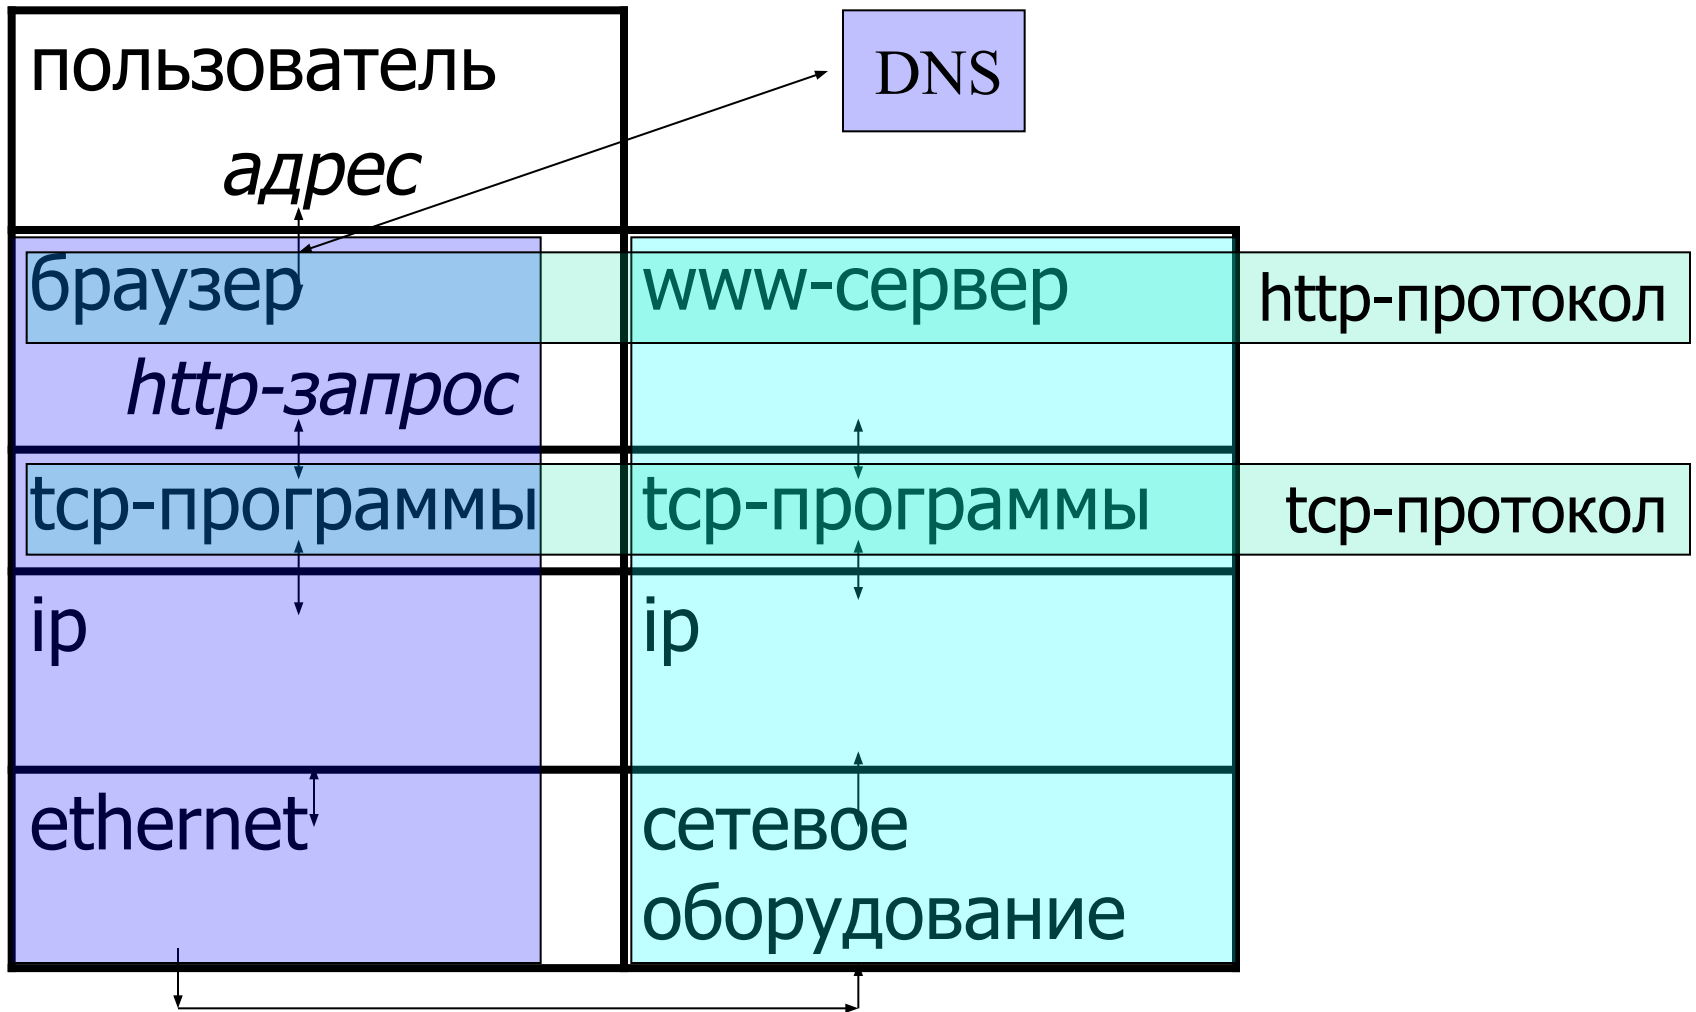 пользователь
адрес
DNS
браузер
www-сервер
http-протокол
http-запрос
tcp-программы
tcp-программы
tcp-протокол
ip
ip
ethernet
сетевое
оборудование